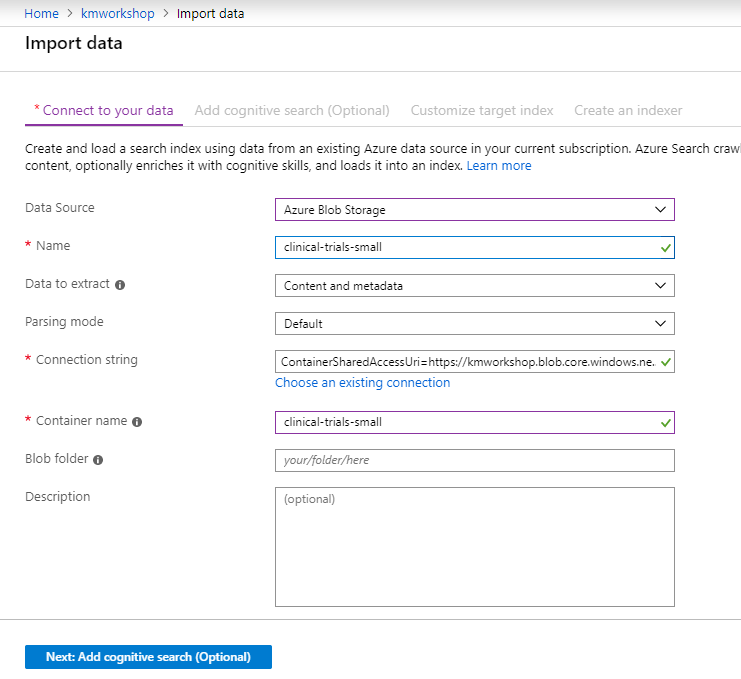 Home > kmworkshop > Import data
Import data
* Connect to your data Add cognitive search (Optional) Customize target index Create an indexer
Create and load a search index using data from an existing Azure data source in your current subscription. Azure Search craw
content, optionally enriches it with cognitive skills, and loads it into an index. Learn more
Data Source Azure Blob Storage
* Name clinical-trials-small
Data to extract Content and metadata
Parsing mode Default
* Connection string ContainerSharedAccessUri=https://kmworkshop.blob.core.windows.ne.
Choose an existing connection
* Container name clinical-trials-small
Blob folder your/folder/here
Description (optional)
Next: Add cognitive search (Optional)